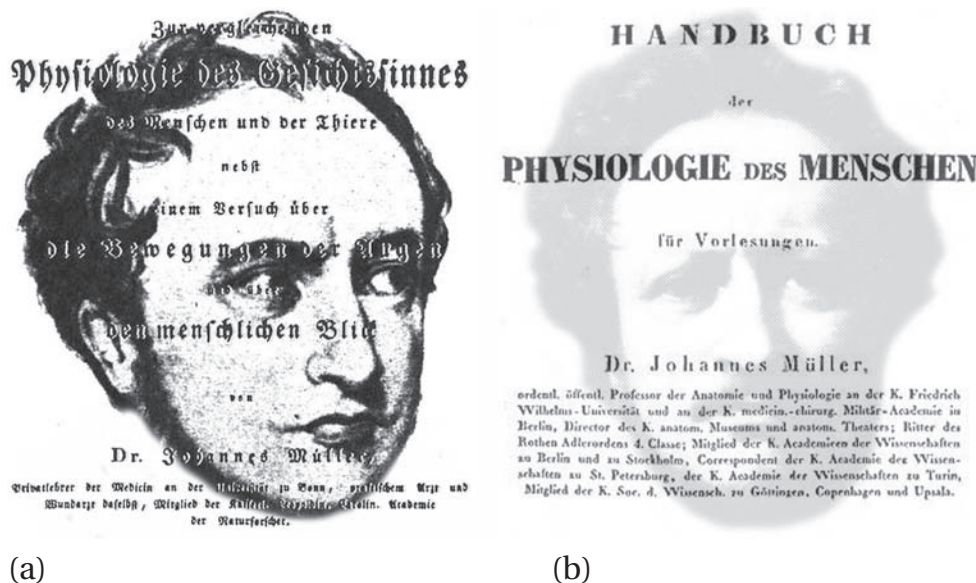 Zur vergleichenden
Physiologie des Gesichtssinnes
des Menschen und der Thiere
nebst
einem Versuch über
die Bewegungen der Augen
und über
den menschlichen Blick
von
Dr. Johannes Müller,
Privatlehrer der Medicin an der Universität zu Bonn, praktischem Arzt und
Wundarzt daselbst, Mitglied der Kaiserl. Leopoldin. Carolin. Academie
der Naturforscher.
(a)
HANDBUCH
der
PHYSIOLOGIE DES MENSCHEN
für Vorlesungen.
Dr. Johannes Müller,
ordentl. öffentl. Professor der Anatomie und Physiologie an der K. Friedrich
Wilhelms-Universität und an der K. medicin.-chirurg. Militär-Academie in
Berlin, Director des K. anatom. Museums und anatom. Theaters; Ritter des
Rothen Adlerordens 4. Classe; Mitglied der K. Academieen der Wissenschaften
zu Berlin und zu Stockholm, Correspondent der K. Academie der Wissen-
schaften zu St. Petersburg, der K. Academie der Wissenschaften zu Turin,
Mitglied der K. Soc. d. Wissensch. zu Göttingen, Copenhagen und Upsala.
(b)